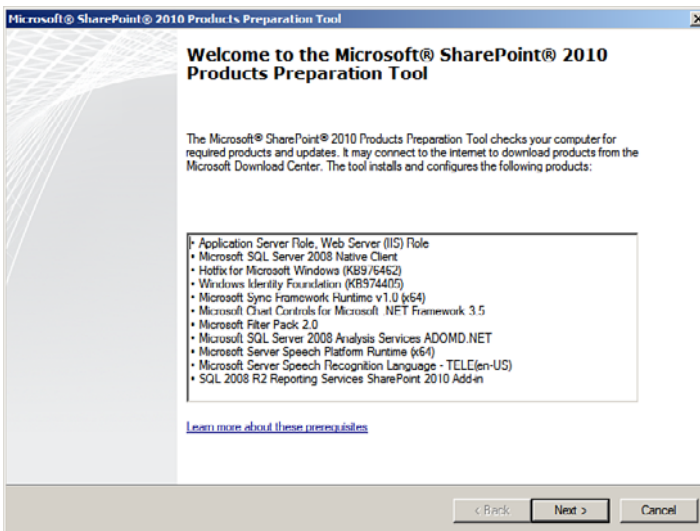 Microsoft® SharePoint® 2010 Products Preparation Tool
Welcome to the Microsoft® SharePoint® 2010
Products Preparation Tool
The Microsoft® SharePoint® 2010 Products Preparation Tool checks your computer for
required products and updates. It may connect to the internet to download products from the
Microsoft Download Center. The tool installs and configures the following products:
• Application Server Role, Web Server (IIS) Role
• Microsoft SQL Server 2008 Native Client
• Hotfix for Microsoft Windows (KB976462)
• Windows Identity Foundation (KB974405)
• Microsoft Sync Framework Runtime v1.0 (x64)
• Microsoft Chart Controls for Microsoft .NET Framework 3.5
• Microsoft Filter Pack 2.0
• Microsoft SQL Server 2008 Analysis Services ADOMD.NET
• Microsoft Server Speech Platform Runtime (x64)
• Microsoft Server Speech Recognition Language - TELE(en-US)
• SQL 2008 R2 Reporting Services SharePoint 2010 Add-in
Learn more about these prerequisites
< Back Next > Cancel